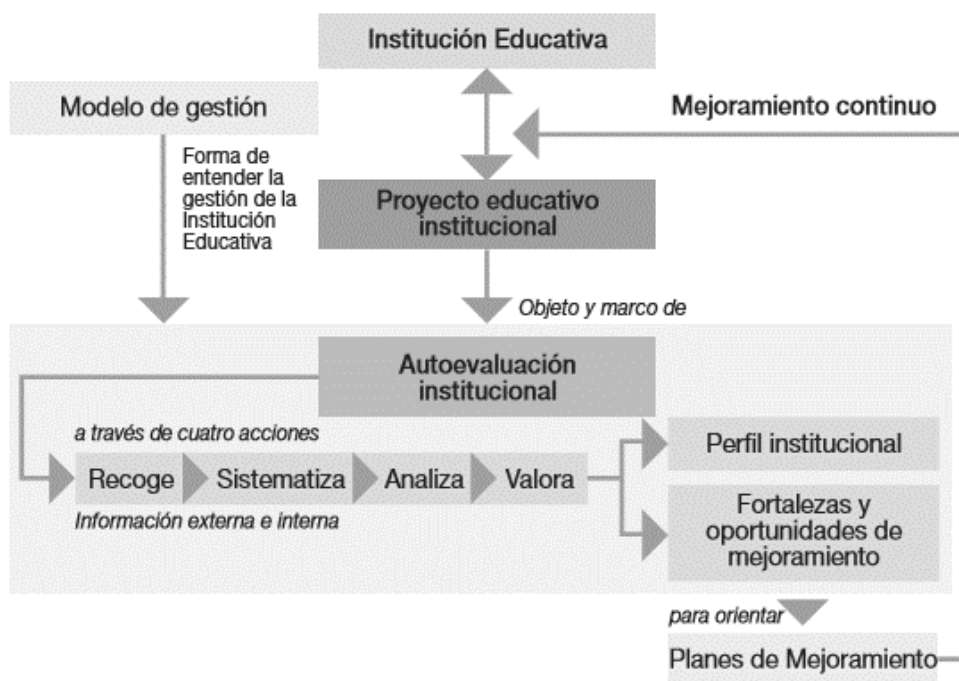 Institución Educativa
Modelo de gestión
Mejoramiento continuo
Forma de
entender la
gestión de la
Institución
Educativa
Proyecto educativo
institucional
Objeto y marco de
Autoevaluación
institucional
a través de cuatro acciones
Recoge Sistematiza Analiza Valora
Información externa e interna
Perfil institucional
Fortalezas y
oportunidades de
mejoramiento
para orientar
Planes de Mejoramiento